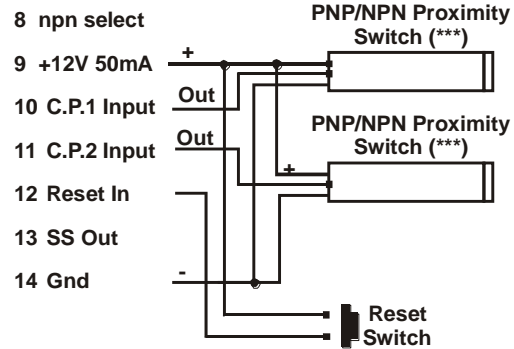 8 npn select
9 +12V 50mA
10 C.P.1 Input
11 C.P.2 Input
12 Reset In
13 SS Out
14 Gnd
+
Out
Out
+
-
PNP/NPN Proximity
Switch (***)
PNP/NPN Proximity
Switch (***)
Reset
Switch